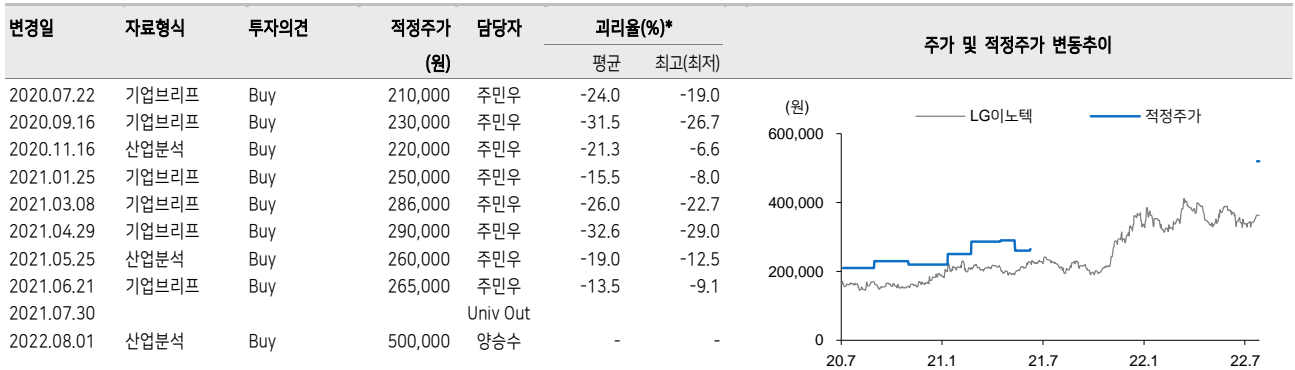 변경일 자료형식 투자의견 적정주가 담당자 괴리율(%)* 주가 및 적정주가 변동추이
(원) 평균 최고(최저)
2020.07.22 기업브리프 Buy 210,000 주민우 -24.0 -19.0
2020.09.16 기업브리프 Buy 230,000 주민우 -31.5 -26.7
2020.11.16 산업분석 Buy 220,000 주민우 -21.3 -6.6
2021.01.25 기업브리프 Buy 250,000 주민우 -15.5 -8.0
2021.03.08 기업브리프 Buy 286,000 주민우 -26.0 -22.7
2021.04.29 기업브리프 Buy 290,000 주민우 -32.6 -29.0
2021.05.25 산업분석 Buy 260,000 주민우 -19.0 -12.5
2021.06.21 기업브리프 Buy 265,000 주민우 -13.5 -9.1
2021.07.30 Univ Out
2022.08.01 산업분석 Buy 500,000 양승수 - -
(원) LG이노텍 적정주가
600,000
400,000
200,000
0
20.7 21.1 21.7 22.1 22.7